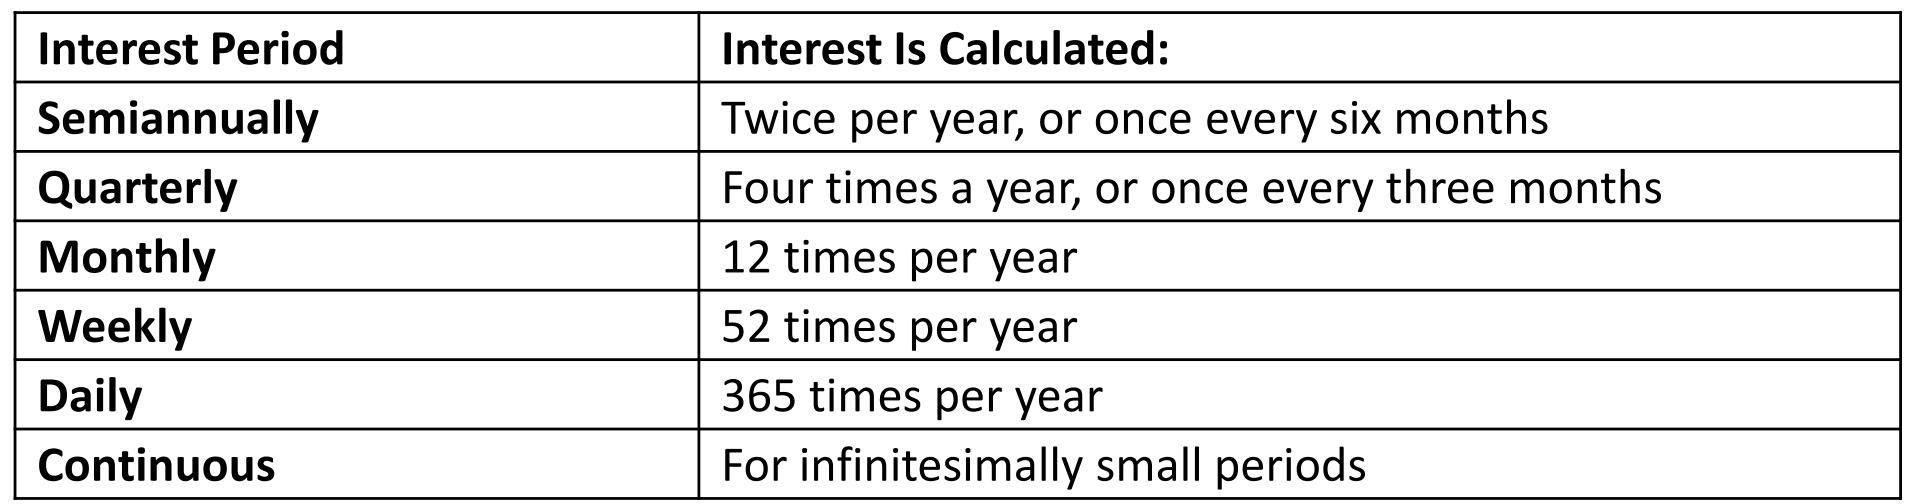 Interest Period Interest Is Calculated:
Semiannually Twice per year, or once every six months
Quarterly Four times a year, or once every three months
Monthly 12 times per year
Weekly 52 times per year
Daily 365 times per year
Continuous For infinitesimally small periods